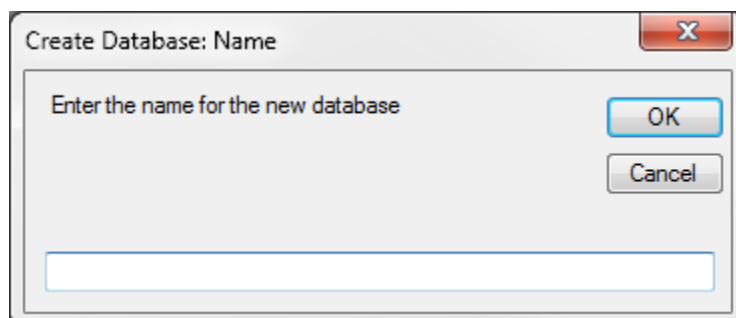 Create Database: Name
Enter the name for the new database
OK
Cancel